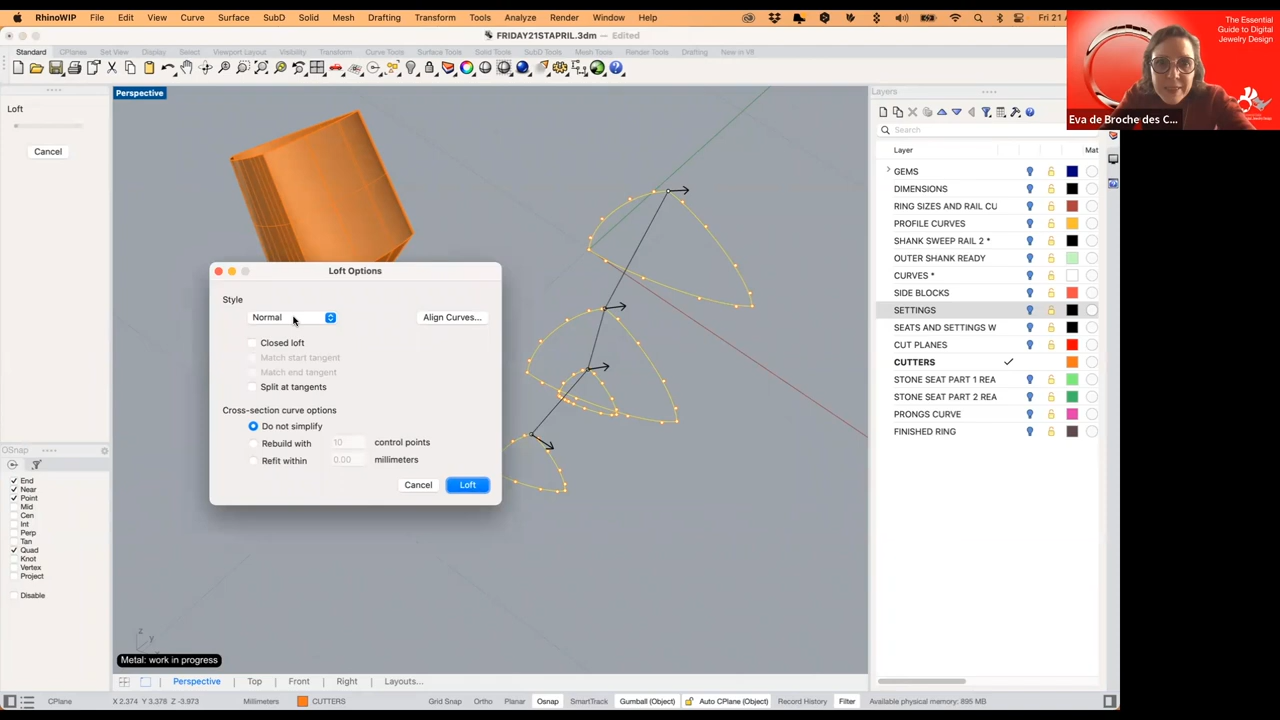 RhinoWIP File Edit View Curve Surface SubD Solid Mesh Drafting Transform Tools Analyze Render Window Help Fri 21
FRIDAY21STAPRIL.3dm — Edited
Standard CPlanes Set View Display Select Viewport Layout Visibility Transform Curve Tools Surface Tools Solid Tools SubD Tools Mesh Tools Render Tools Drafting New in V8
The Essential
Guide to Digital
Jewelry Design
Eva de Broche des C...
Loft
Cancel
Perspective
Layers
Search
Layer Mat
GEMS
DIMENSIONS
RING SIZES AND RAIL CU
PROFILE CURVES
SHANK SWEEP RAIL 2 *
OUTER SHANK READY
CURVES *
SIDE BLOCKS
SETTINGS
SEATS AND SETTINGS W
CUT PLANES
CUTTERS
STONE SEAT PART 1 REA
STONE SEAT PART 2 REA
PRONGS CURVE
FINISHED RING
Loft Options
Style
Normal
Align Curves...
Closed loft
Match start tangent
Match end tangent
Split at tangents
Cross-section curve options
Do not simplify
Rebuild with 10 control points
Refit within 0.00 millimeters
Cancel Loft
OSnap
End
Near
Point
Mid
Cen
Int
Perp
Tan
Quad
Knot
Vertex
Project
Disable
z
y
Metal: work in progress
Perspective Top Front Right Layouts...
CPlane X 2.374 Y 3.378 Z -3.973 Millimeters CUTTERS Grid Snap Ortho Planar Osnap SmartTrack Gumball (Object) Auto CPlane (Object) Record History Filter Available physical memory: 895 MB